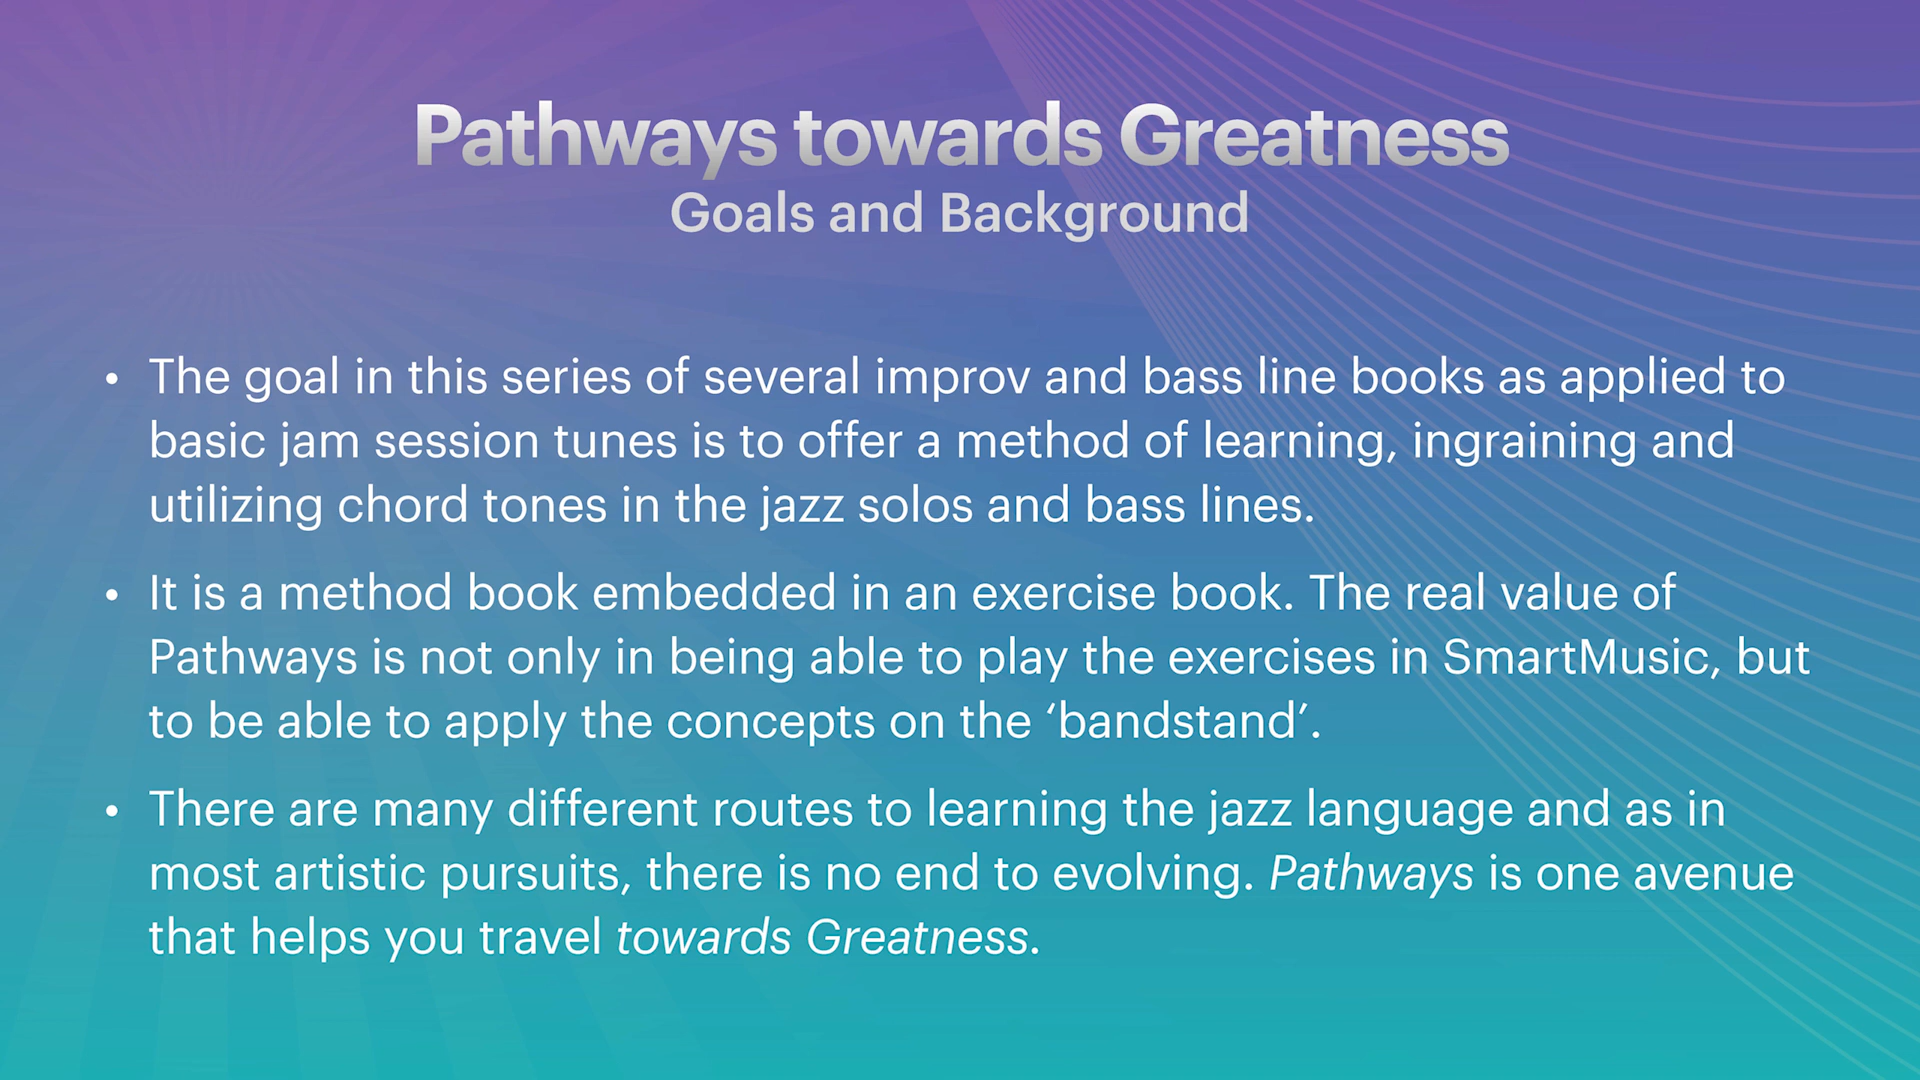 Pathways towards Greatness
Goals and Background
• The goal in this series of several improv and bass line books as applied to
basic jam session tunes is to offer a method of learning, ingraining and
utilizing chord tones in the jazz solos and bass lines.
• It is a method book embedded in an exercise book. The real value of
Pathways is not only in being able to play the exercises in SmartMusic, but
to be able to apply the concepts on the ‘bandstand’.
• There are many different routes to learning the jazz language and as in
most artistic pursuits, there is no end to evolving. Pathways is one avenue
that helps you travel towards Greatness.